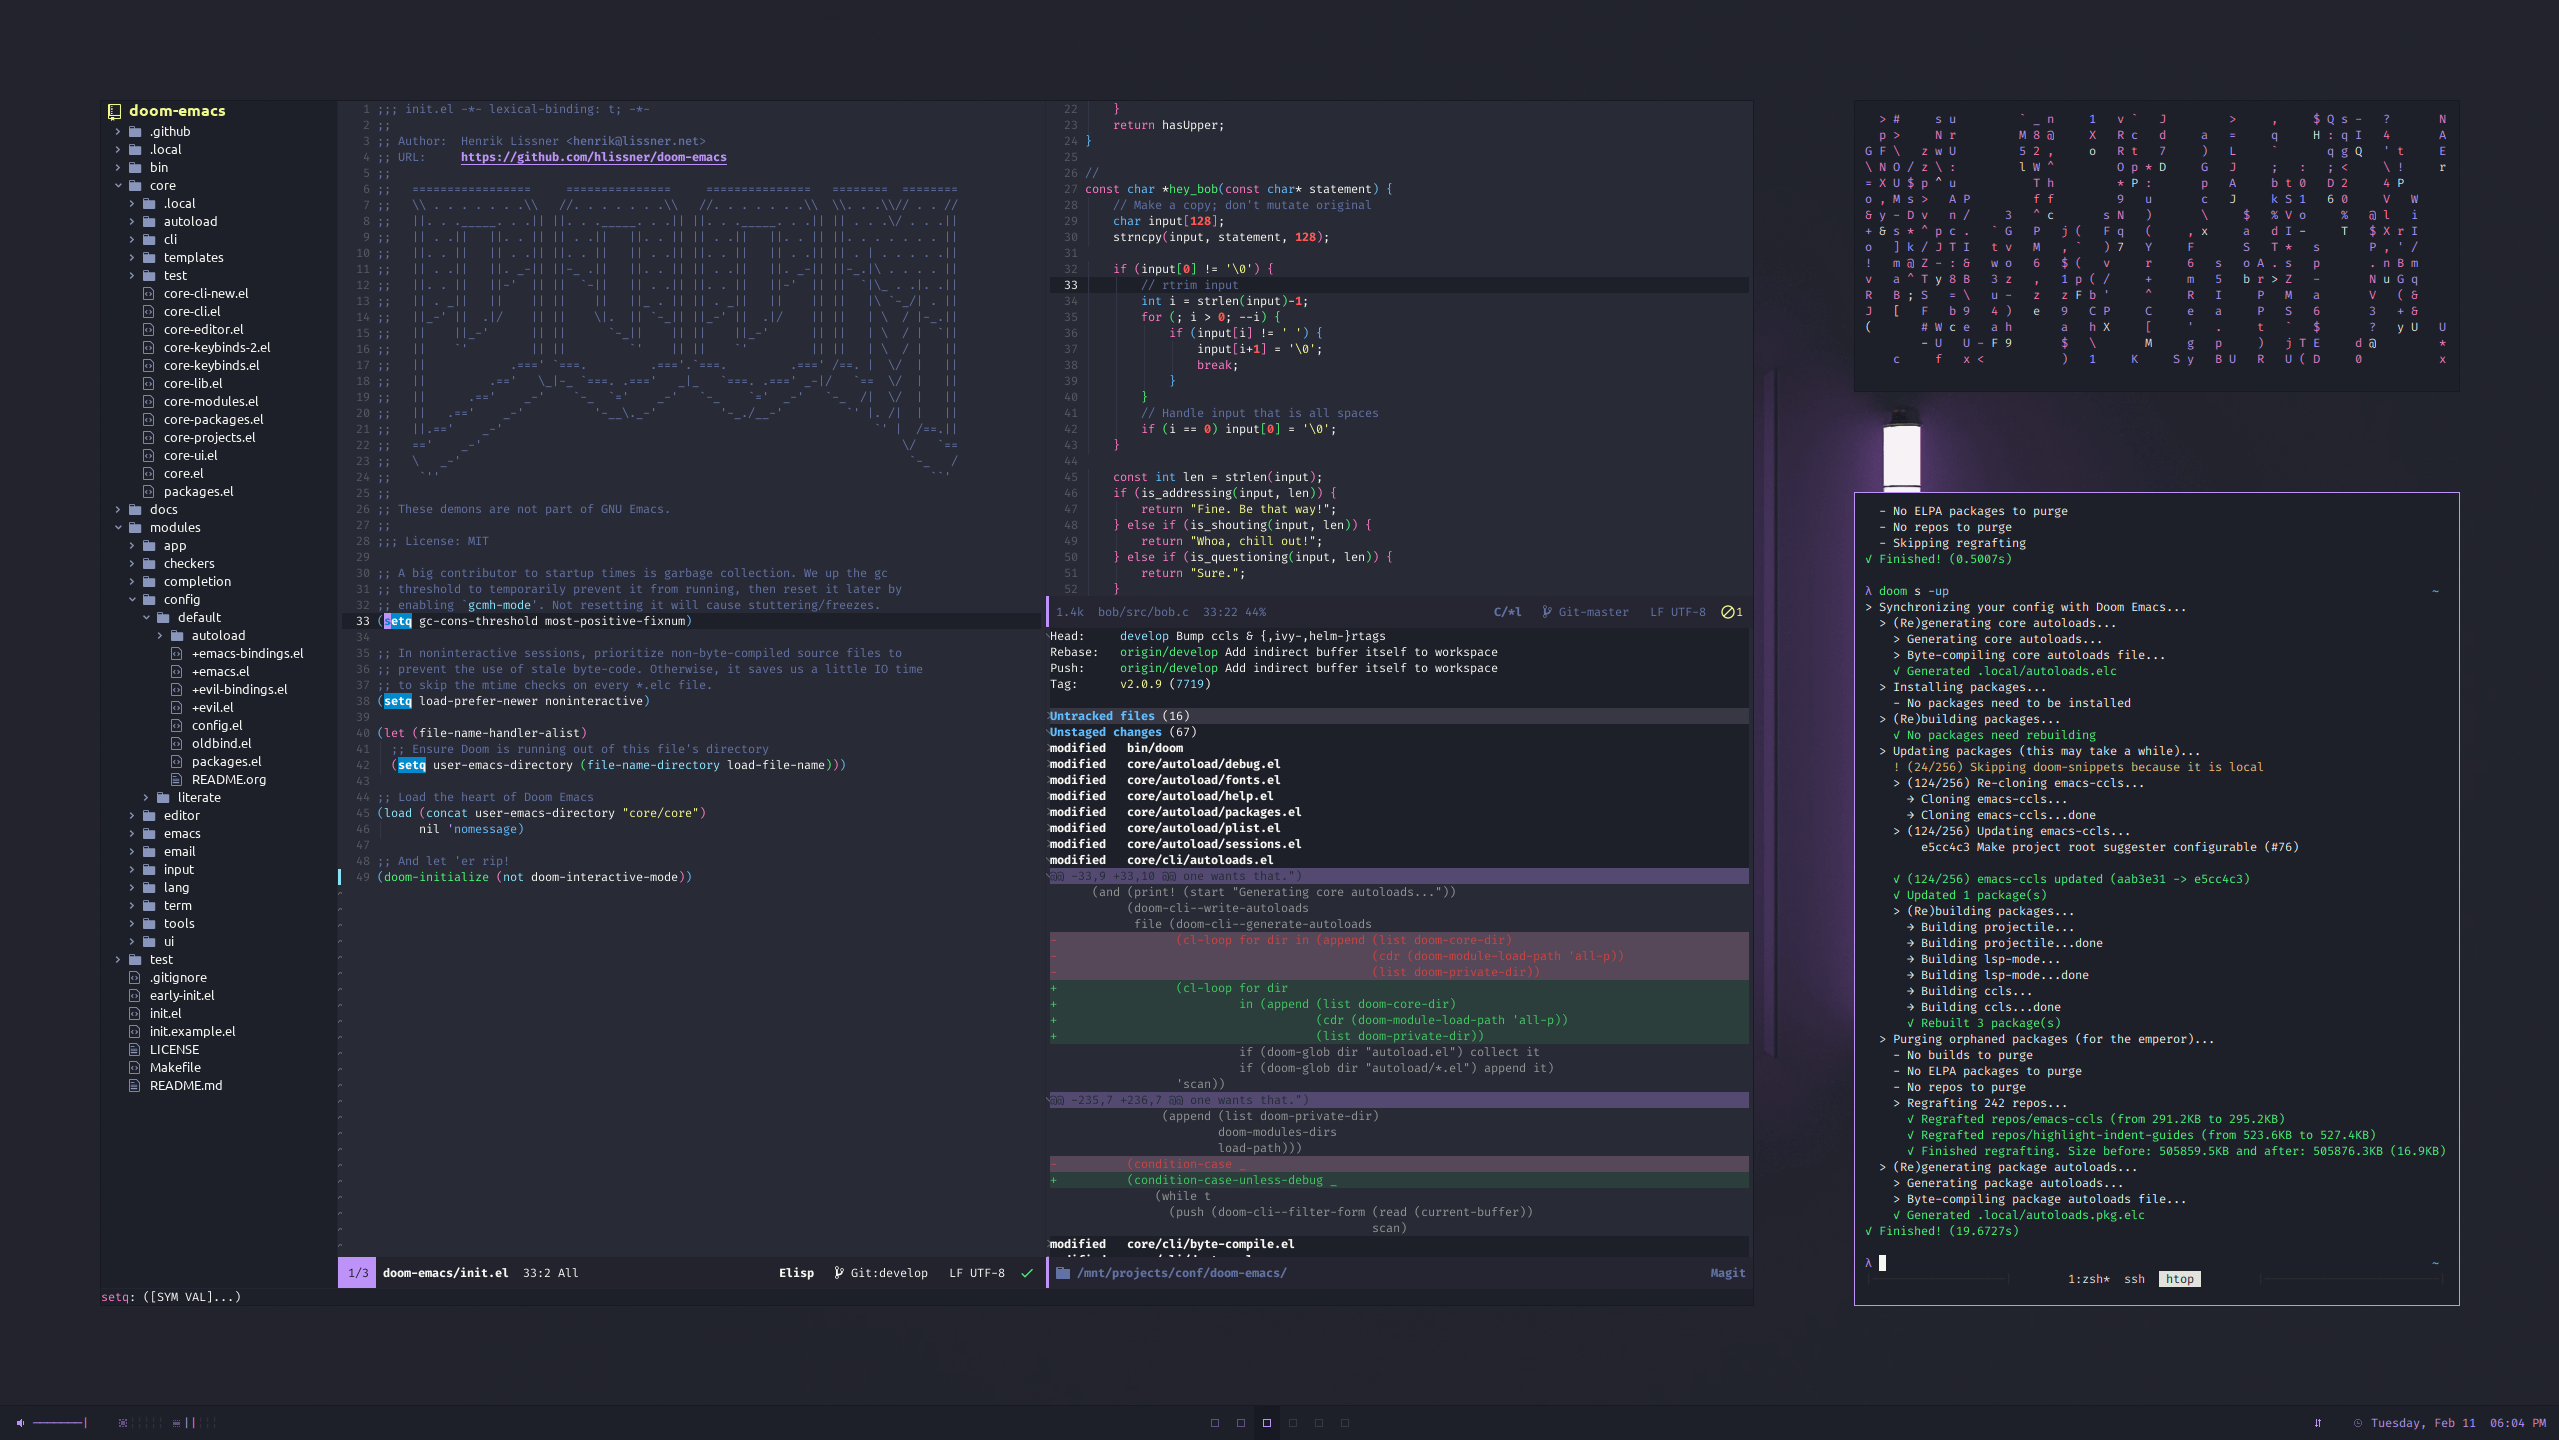 doom-emacs
.github
.local
bin
core
.local
autoload
cli
templates
test
core-cli-new.el
core-cli.el
core-editor.el
core-keybinds-2.el
core-keybinds.el
core-lib.el
core-modules.el
core-packages.el
core-projects.el
core-ui.el
core.el
packages.el
docs
modules
app
checkers
completion
config
default
autoload
+emacs-bindings.el
+emacs.el
+evil-bindings.el
+evil.el
config.el
oldbind.el
packages.el
README.org
literate
editor
emacs
email
input
lang
term
tools
ui
test
.gitignore
early-init.el
init.el
init.example.el
LICENSE
Makefile
README.md
1 ;;; init.el -*- lexical-binding: t; -*-
2 ;;
3 ;; Author:  Henrik Lissner <henrik@lissner.net>
4 ;; URL:     https://github.com/hlissner/doom-emacs
5 ;;
25 ;;
26 ;; These demons are not part of GNU Emacs.
27 ;;
28 ;;; License: MIT
29
30 ;; A big contributor to startup times is garbage collection. We up the gc
31 ;; threshold to temporarily prevent it from running, then reset it later by
32 ;; enabling `gcmh-mode'. Not resetting it will cause stuttering/freezes.
33 (setq gc-cons-threshold most-positive-fixnum)
34
35 ;; In noninteractive sessions, prioritize non-byte-compiled source files to
36 ;; prevent the use of stale byte-code. Otherwise, it saves us a little IO time
37 ;; to skip the mtime checks on every *.elc file.
38 (setq load-prefer-newer noninteractive)
39
40 (let (file-name-handler-alist)
41   ;; Ensure Doom is running out of this file's directory
42   (setq user-emacs-directory (file-name-directory load-file-name)))
43
44 ;; Load the heart of Doom Emacs
45 (load (concat user-emacs-directory "core/core")
46       nil 'nomessage)
47
48 ;; And let 'er rip!
49 (doom-initialize (not doom-interactive-mode))
1/3 doom-emacs/init.el  33:2 All  Elisp  Git:develop  LF UTF-8
setq: ([SYM VAL]...)
22     }
23     return hasUpper;
24 }
25
26 //
27 const char *hey_bob(const char* statement) {
28     // Make a copy; don't mutate original
29     char input[128];
30     strncpy(input, statement, 128);
31
32     if (input[0] != '\0') {
33         // rtrim input
34         int i = strlen(input)-1;
35         for (; i > 0; --i) {
36             if (input[i] != ' ') {
37                 input[i+1] = '\0';
38                 break;
39             }
40         }
41         // Handle input that is all spaces
42         if (i == 0) input[0] = '\0';
43     }
44
45     const int len = strlen(input);
46     if (is_addressing(input, len)) {
47         return "Fine. Be that way!";
48     } else if (is_shouting(input, len)) {
49         return "Whoa, chill out!";
50     } else if (is_questioning(input, len)) {
51         return "Sure.";
52     }
1.4k  bob/src/bob.c  33:22 44%  C/*l  Git-master  LF UTF-8  1
Head:     develop Bump ccls & {,ivy-,helm-}rtags
Rebase:   origin/develop Add indirect buffer itself to workspace
Push:     origin/develop Add indirect buffer itself to workspace
Tag:      v2.0.9 (7719)
Untracked files (16)
Unstaged changes (67)
modified   bin/doom
modified   core/autoload/debug.el
modified   core/autoload/fonts.el
modified   core/autoload/help.el
modified   core/autoload/packages.el
modified   core/autoload/plist.el
modified   core/autoload/sessions.el
modified   core/cli/autoloads.el
@@ -33,9 +33,10 @@ one wants that.")
(and (print! (start "Generating core autoloads..."))
(doom-cli--write-autoloads
file (doom-cli--generate-autoloads
- (cl-loop for dir in (append (list doom-core-dir)
- (cdr (doom-module-load-path 'all-p))
- (list doom-private-dir))
+ (cl-loop for dir
+ in (append (list doom-core-dir)
+ (cdr (doom-module-load-path 'all-p))
+ (list doom-private-dir))
if (doom-glob dir "autoload.el") collect it
if (doom-glob dir "autoload/*.el") append it)
'scan))
@@ -235,7 +236,7 @@ one wants that.")
(append (list doom-private-dir)
doom-modules-dirs
load-path)))
- (condition-case _
+ (condition-case-unless-debug _
(while t
(push (doom-cli--filter-form (read (current-buffer))
scan)
modified   core/cli/byte-compile.el
/mnt/projects/conf/doom-emacs/  Magit
- No ELPA packages to purge
- No repos to purge
- Skipping regrafting
√ Finished! (0.5007s)
λ doom s -up ~
> Synchronizing your config with Doom Emacs...
> (Re)generating core autoloads...
> Generating core autoloads...
> Byte-compiling core autoloads file...
√ Generated .local/autoloads.elc
> Installing packages...
- No packages need to be installed
> (Re)building packages...
√ No packages need rebuilding
> Updating packages (this may take a while)...
! (24/256) Skipping doom-snippets because it is local
> (124/256) Re-cloning emacs-ccls...
→ Cloning emacs-ccls...
→ Cloning emacs-ccls...done
> (124/256) Updating emacs-ccls...
e5cc4c3 Make project root suggester configurable (#76)
√ (124/256) emacs-ccls updated (aab3e31 -> e5cc4c3)
√ Updated 1 package(s)
> (Re)building packages...
→ Building projectile...
→ Building projectile...done
→ Building lsp-mode...
→ Building lsp-mode...done
→ Building ccls...
→ Building ccls...done
√ Rebuilt 3 package(s)
> Purging orphaned packages (for the emperor)...
- No builds to purge
- No ELPA packages to purge
- No repos to purge
> Regrafting 242 repos...
√ Regrafted repos/emacs-ccls (from 291.2KB to 295.2KB)
√ Regrafted repos/highlight-indent-guides (from 523.6KB to 527.4KB)
√ Finished regrafting. Size before: 505859.5KB and after: 505876.3KB (16.9KB)
> (Re)generating package autoloads...
> Generating package autoloads...
> Byte-compiling package autoloads file...
√ Generated .local/autoloads.pkg.elc
√ Finished! (19.6727s)
λ ~
1:zsh*  ssh  htop
Tuesday, Feb 11  06:04 PM